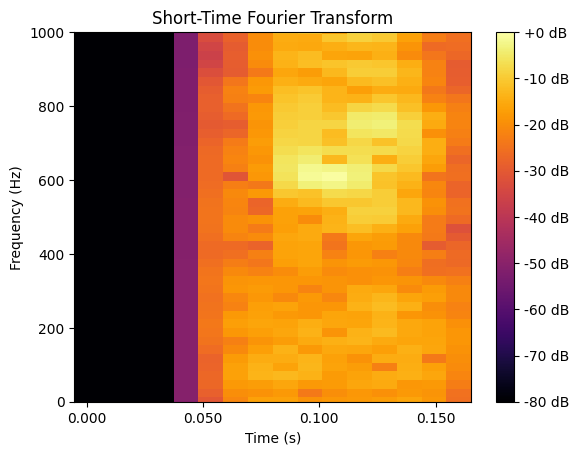 Short-Time Fourier Transform
1000
800
600
400
200
0
Frequency (Hz)
0.000
0.050
0.100
0.150
Time (s)
+0 dB
-10 dB
-20 dB
-30 dB
-40 dB
-50 dB
-60 dB
-70 dB
-80 dB